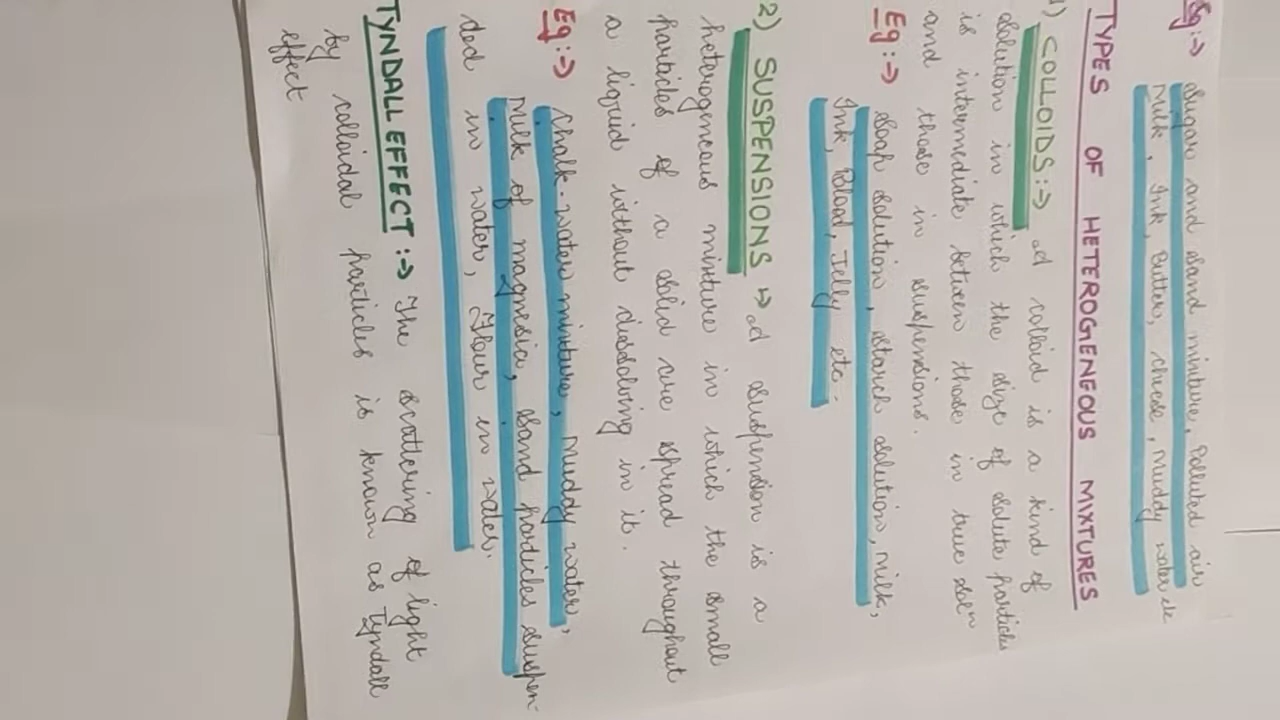 Eg :->  Sugar and sand mixture, Polluted air
Milk, Ink, Butter, cheese, Muddy water etc
TYPES OF HETEROGENEOUS MIXTURES
1) COLLOIDS :-> A colloid is a kind of
solution in which the size of solute particles
is intermediate between those in true solⁿ
and those in suspensions.
Eg :-> Soap solution, starch solution, milk,
Ink, Blood, Jelly etc.
2) SUSPENSIONS -> A suspension is a
heterogeneous mixture in which the small
particles of a solid are spread throughout
a liquid without dissolving in it.
Eg :-> Chalk-water mixture, Muddy water,
Milk of magnesia, Sand particles suspen-
ded in water, Flour in water.
TYNDALL EFFECT :-> The scattering of light
by colloidal particles is known as Tyndall
effect